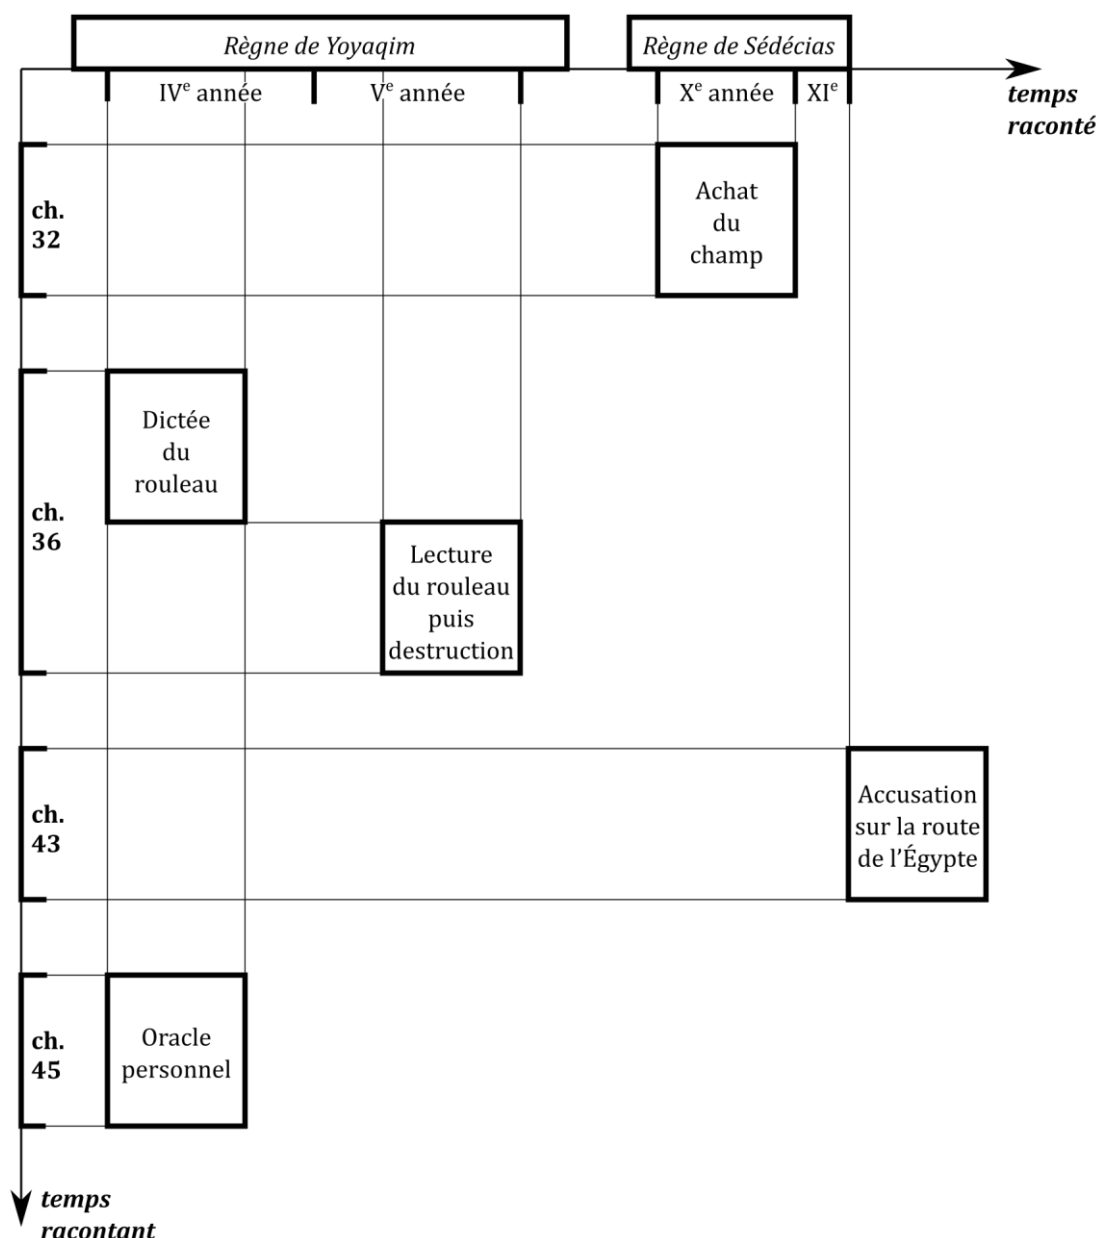 Règne de Yoyaqim
Règne de Sédécias
IVe année
Ve année
Xe année
XIe
temps
raconté
ch.
32
Achat
du
champ
ch.
36
Dictée
du
rouleau
Lecture
du rouleau
puis
destruction
ch.
43
Accusation
sur la route
de l’Égypte
ch.
45
Oracle
personnel
temps
racontant